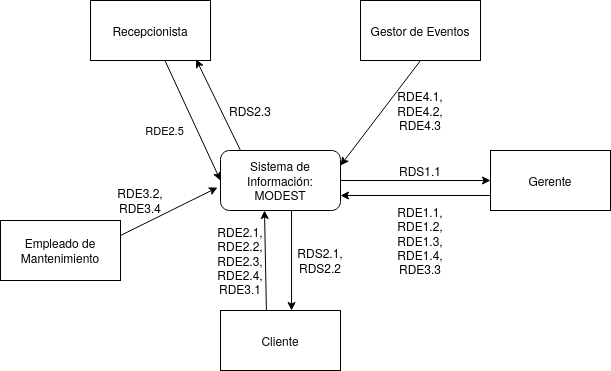 Recepcionista
Gestor de Eventos
RDE2.5
RDS2.3
RDE4.1,
RDE4.2,
RDE4.3
Sistema de
Información:
MODEST
RDS1.1
Gerente
RDE3.2,
RDE3.4
RDE1.1,
RDE1.2,
RDE1.3,
RDE1.4,
RDE3.3
Empleado de
Mantenimiento
RDE2.1,
RDE2.2,
RDE2.3,
RDE2.4,
RDE3.1
RDS2.1,
RDS2.2
Cliente